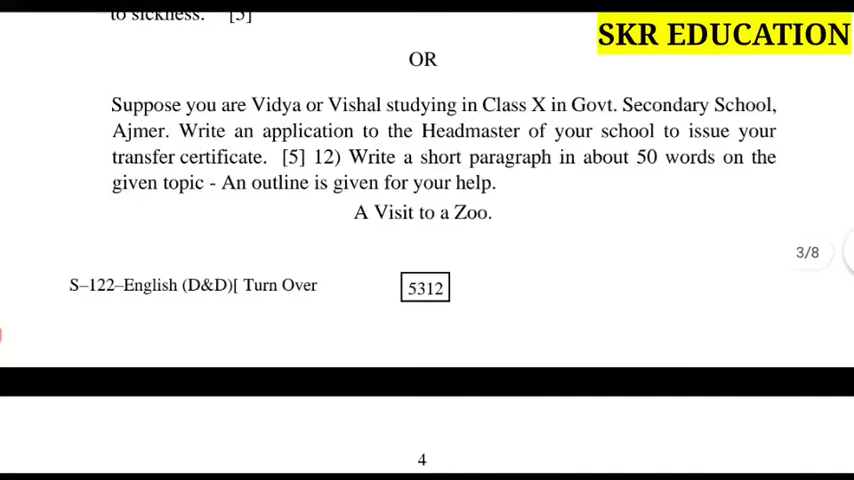 to sickness. [5]
SKR EDUCATION
OR
Suppose you are Vidya or Vishal studying in Class X in Govt. Secondary School,
Ajmer. Write an application to the Headmaster of your school to issue your
transfer certificate. [5] 12) Write a short paragraph in about 50 words on the
given topic - An outline is given for your help.
A Visit to a Zoo.
3/8
S–122–English (D&D)[ Turn Over
5312
4